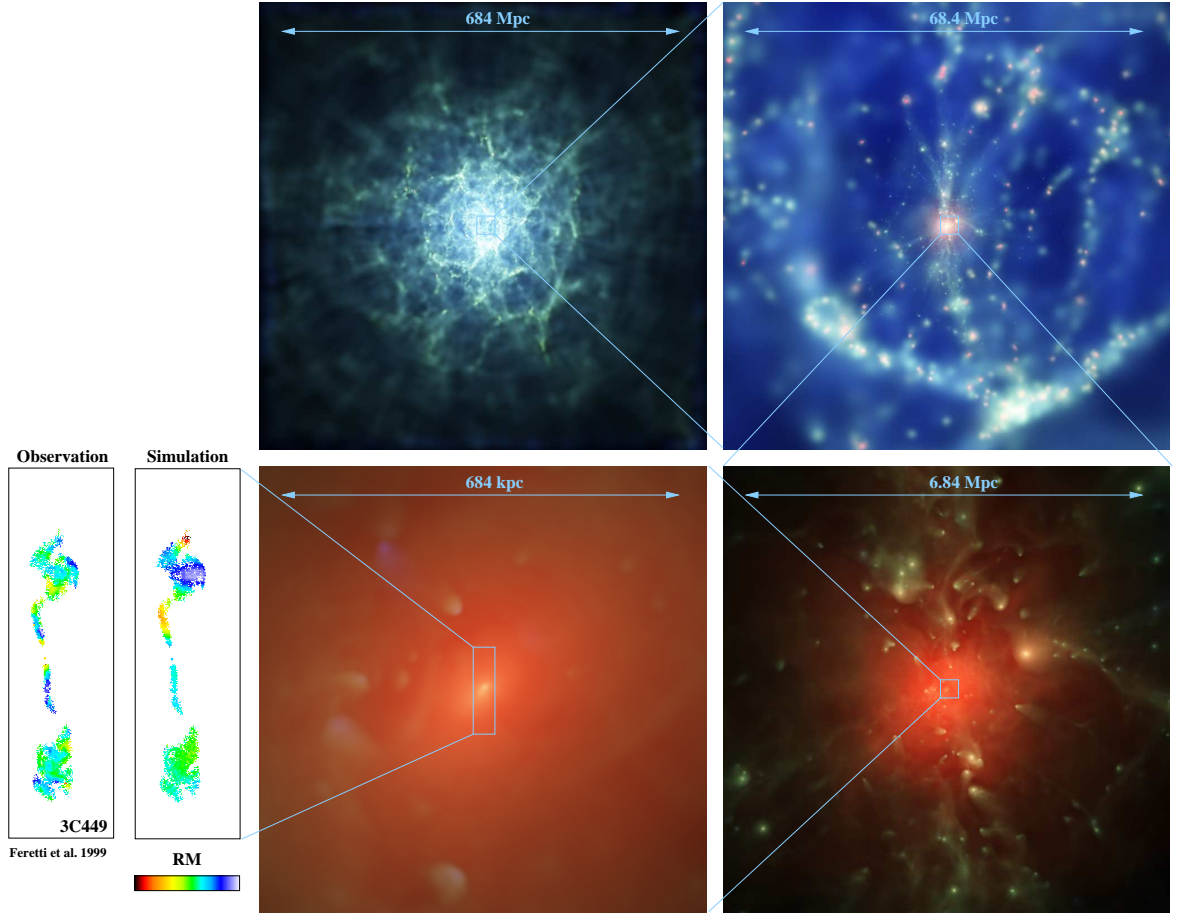 684 Mpc
68.4 Mpc
Observation
Simulation
684 kpc
6.84 Mpc
3C449
Feretti et al. 1999
RM